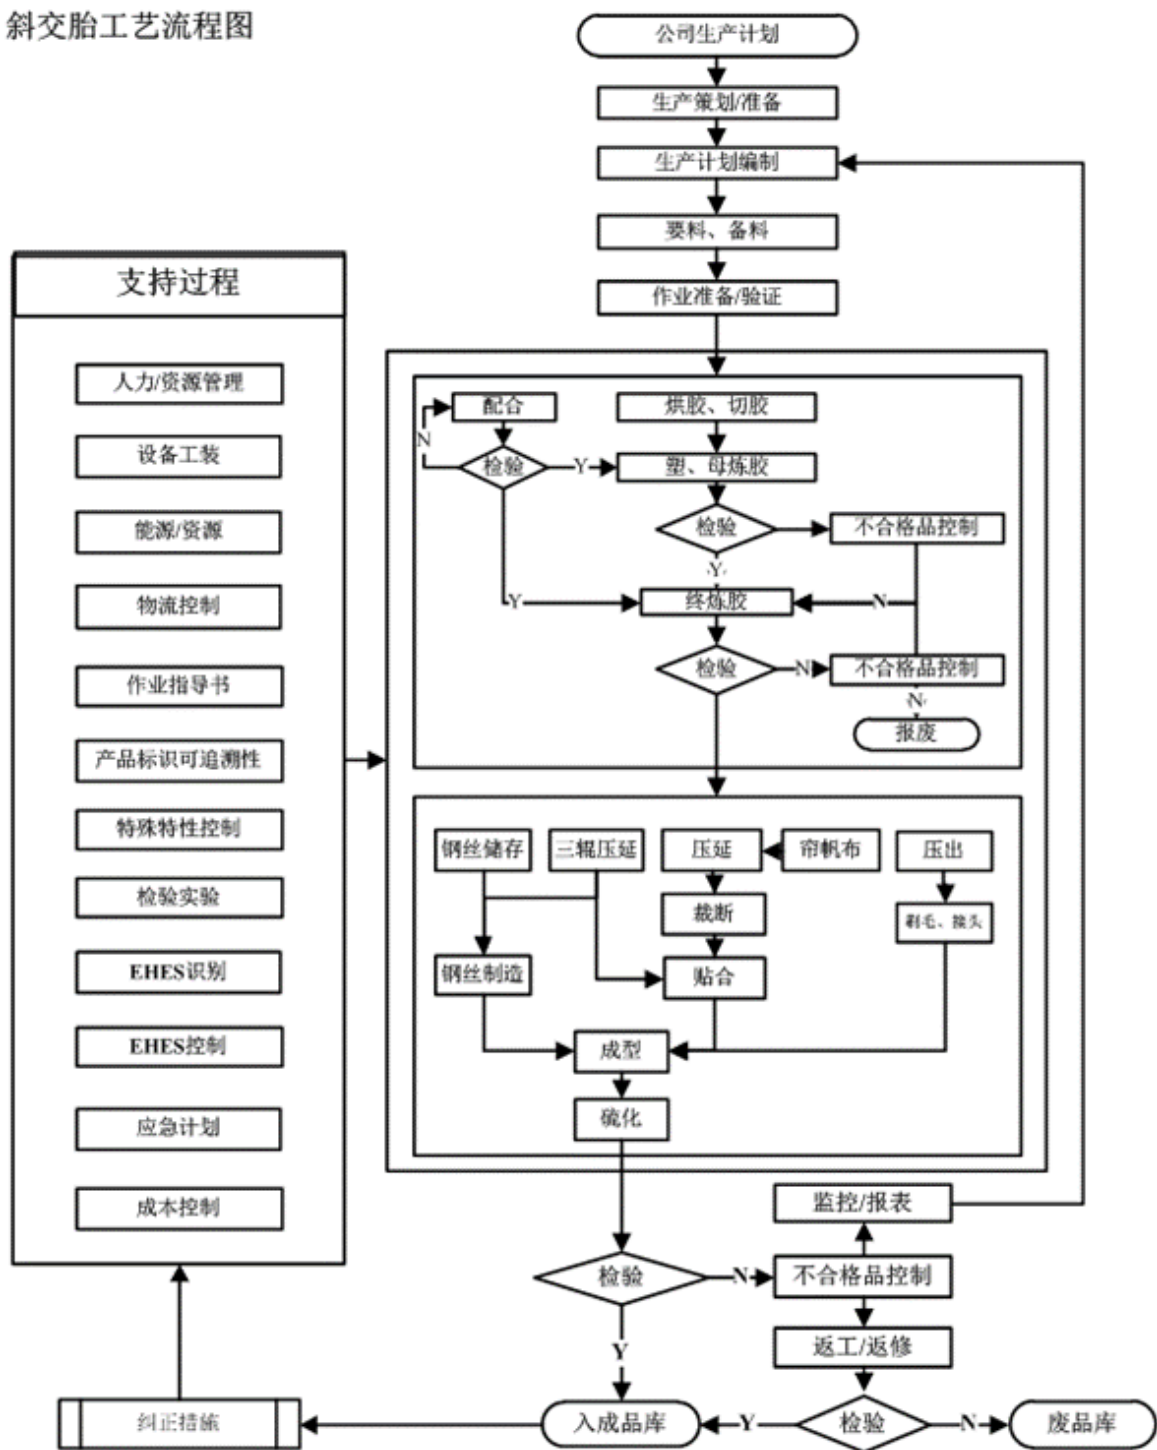 斜交胎工艺流程图
公司生产计划
生产策划/准备
生产计划编制
要料、备料
作业准备/验证
支持过程
人力/资源管理
设备工装
能源/资源
物流控制
作业指导书
产品标识可追溯性
特殊特性控制
检验实验
EHES识别
EHES控制
应急计划
成本控制
配合
烘胶、切胶
N
检验
Y
塑、母炼胶
检验
不合格品控制
Y
Y
终炼胶
N
检验
N
不合格品控制
N
报废
钢丝储存
三辊压延
压延
帘帆布
压出
裁断
刺毛、接头
钢丝制造
贴合
成型
硫化
监控/报表
检验
N
不合格品控制
Y
返工/返修
纠正措施
入成品库
Y
检验
N
废品库